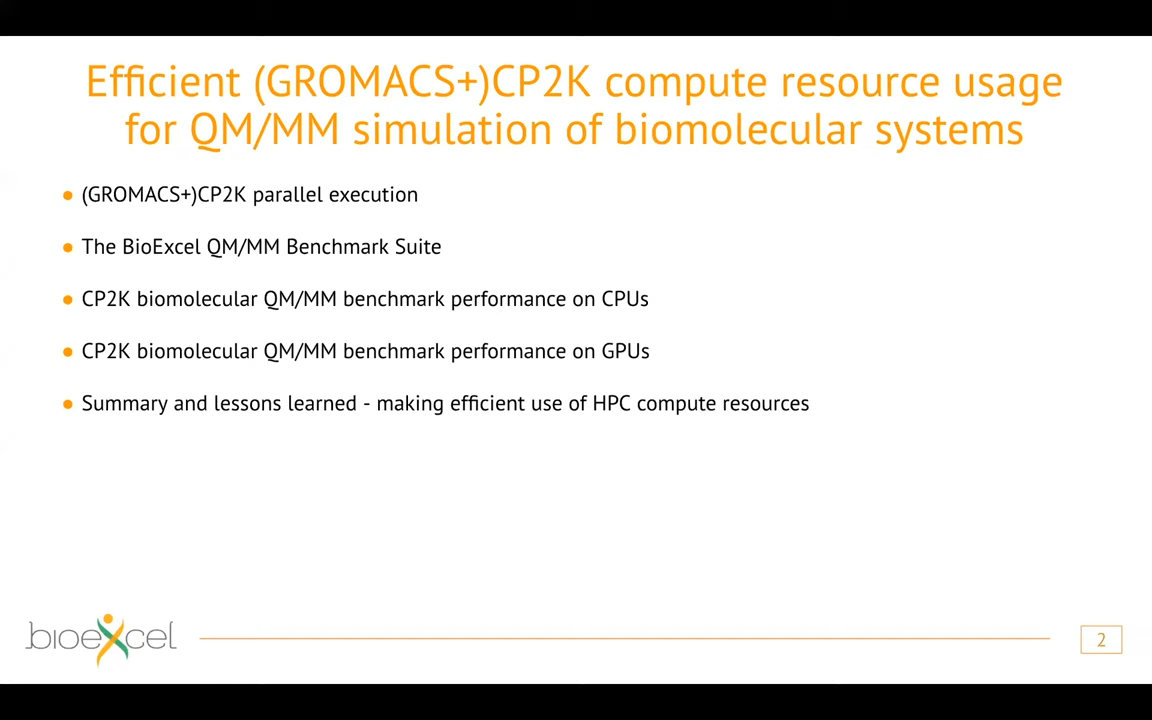 Efficient (GROMACS+)CP2K compute resource usage
for QM/MM simulation of biomolecular systems
• (GROMACS+)CP2K parallel execution
• The BioExcel QM/MM Benchmark Suite
• CP2K biomolecular QM/MM benchmark performance on CPUs
• CP2K biomolecular QM/MM benchmark performance on GPUs
• Summary and lessons learned - making efficient use of HPC compute resources
bioexcel
2